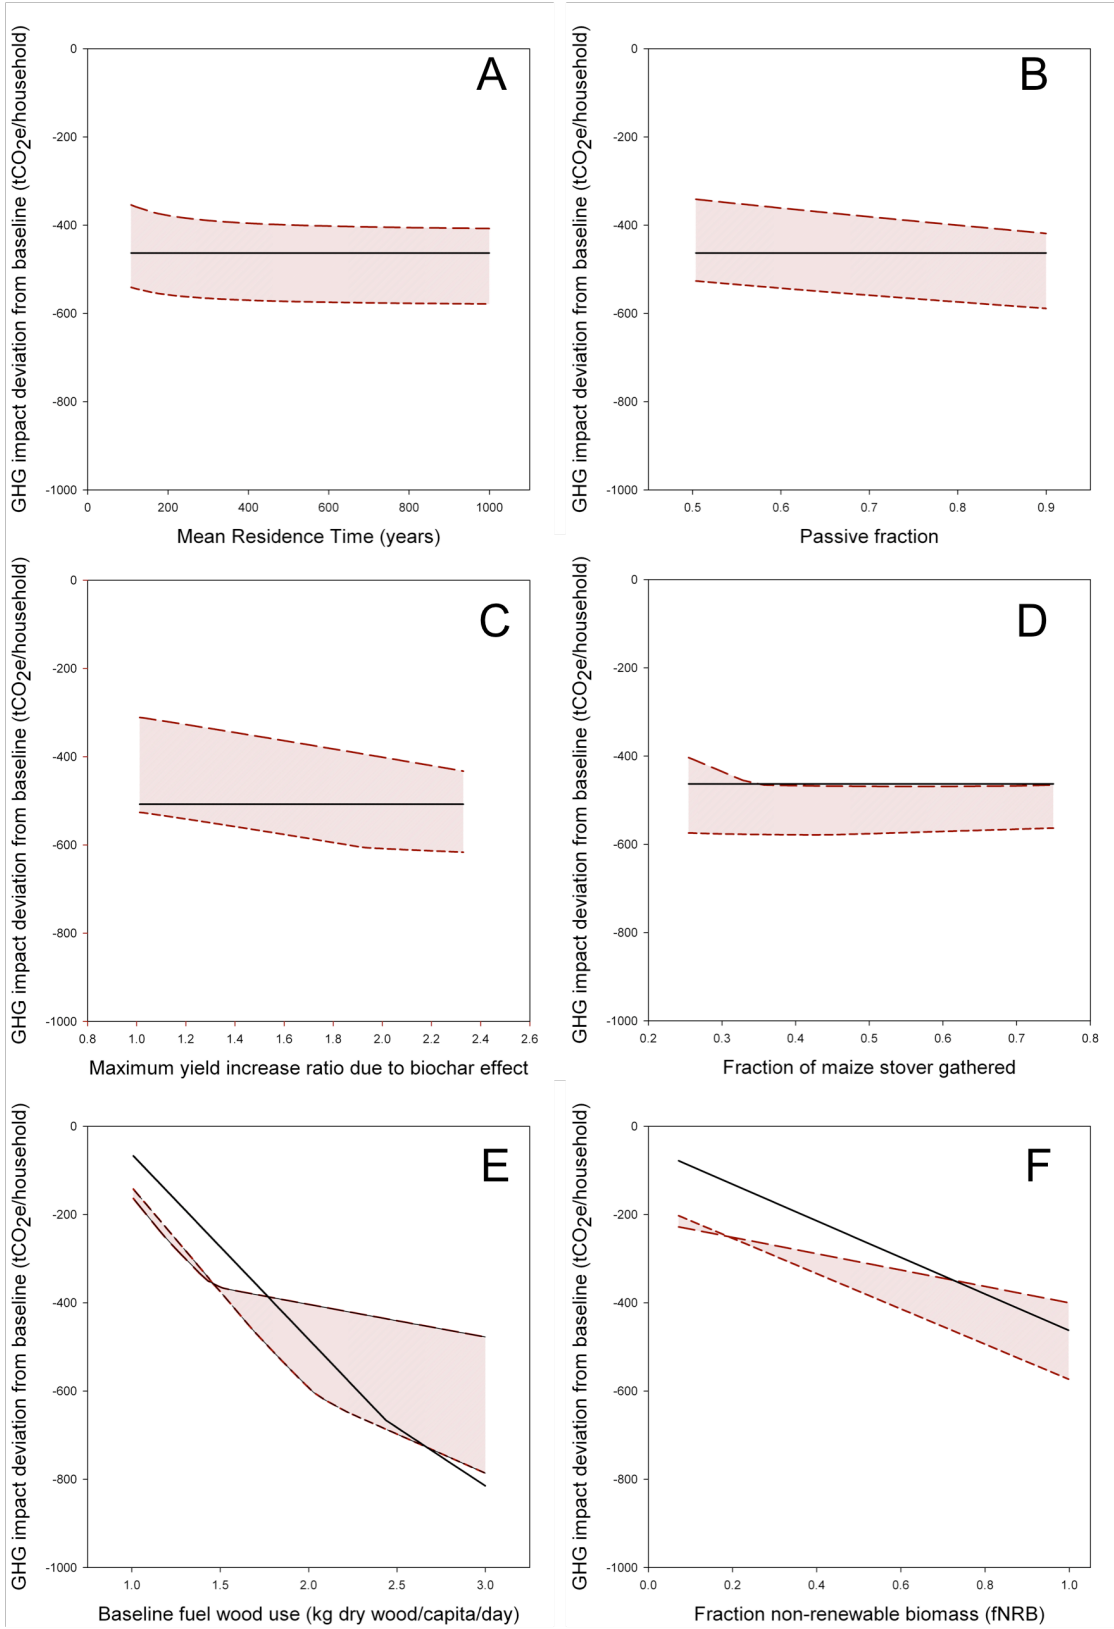 GHG impact deviation from baseline (tCO2e/household)
A
0
-200
-400
-600
-800
-1000
0 200 400 600 800 1000
Mean Residence Time (years)
GHG impact deviation from baseline (tCO2e/household)
B
0
-200
-400
-600
-800
-1000
0.5 0.6 0.7 0.8 0.9
Passive fraction
GHG impact deviation from baseline (tCO2e/household)
C
0
-200
-400
-600
-800
-1000
0.8 1.0 1.2 1.4 1.6 1.8 2.0 2.2 2.4 2.6
Maximum yield increase ratio due to biochar effect
GHG impact deviation from baseline (tCO2e/household)
D
0
-200
-400
-600
-800
-1000
0.2 0.3 0.4 0.5 0.6 0.7 0.8
Fraction of maize stover gathered
GHG impact deviation from baseline (tCO2e/household)
E
0
-200
-400
-600
-800
-1000
1.0 1.5 2.0 2.5 3.0
Baseline fuel wood use (kg dry wood/capita/day)
GHG impact deviation from baseline (tCO2e/household)
F
0
-200
-400
-600
-800
-1000
0.0 0.2 0.4 0.6 0.8 1.0
Fraction non-renewable biomass (fNRB)